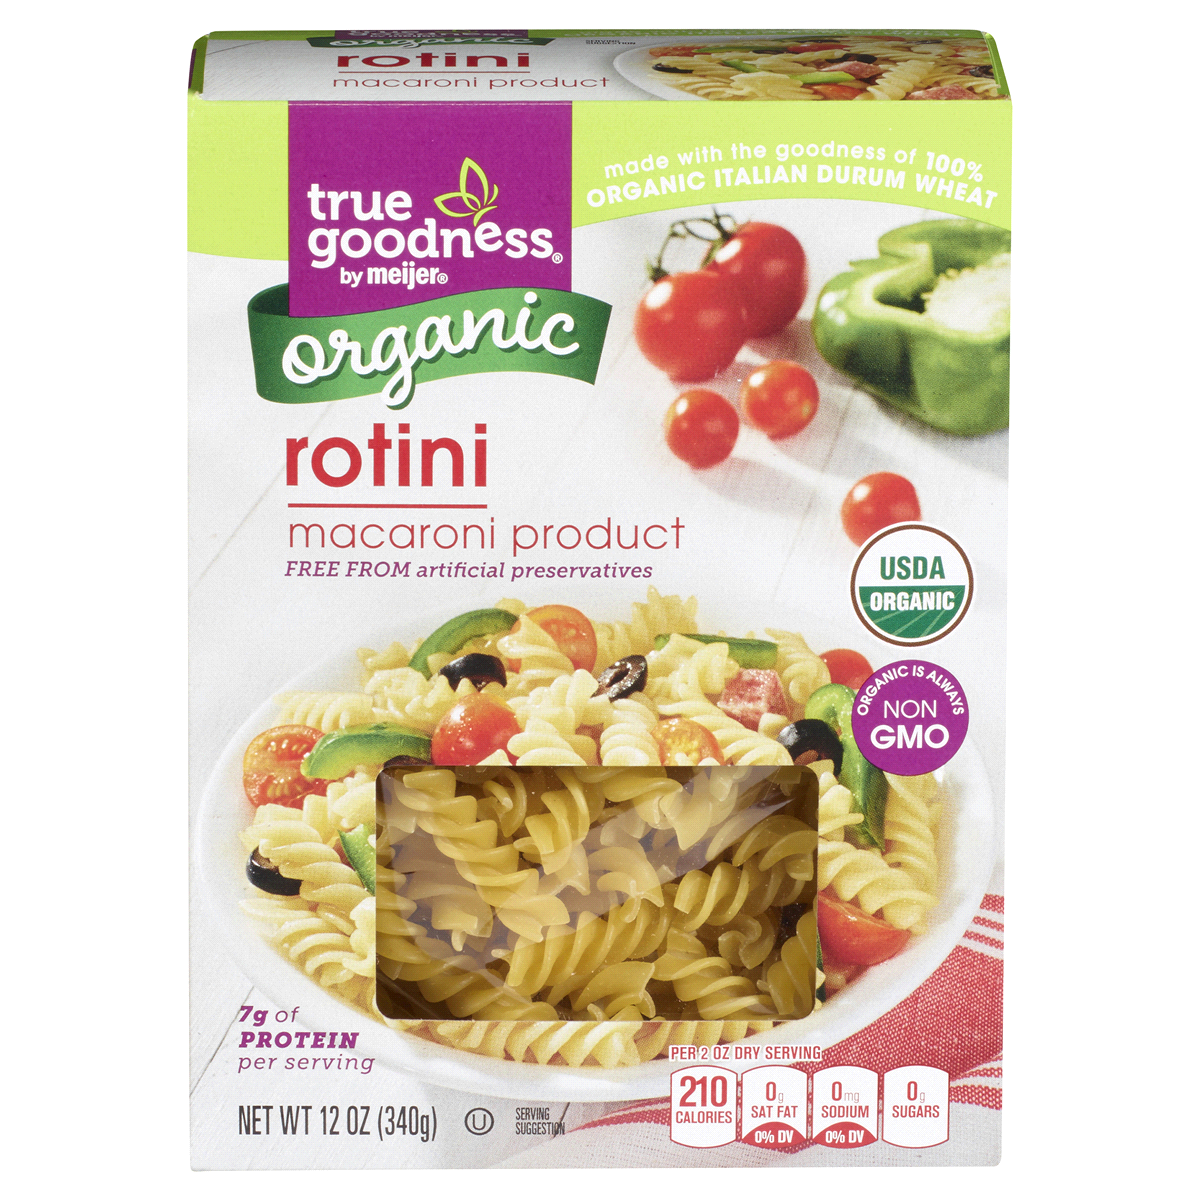 organic
SERVING
SUGGESTION
rotini
macaroni product
made with the goodness of 100%
ORGANIC ITALIAN DURUM WHEAT
true
goodness®
by meijer®
organic
rotini
macaroni product
FREE FROM artificial preservatives
USDA
ORGANIC
ORGANIC IS ALWAYS
NON
GMO
7g of
PROTEIN
per serving
PER 2 OZ DRY SERVING
210
CALORIES
0g
SAT FAT
0% DV
0mg
SODIUM
0% DV
0g
SUGARS
NET WT 12 OZ (340g)
U
SERVING
SUGGESTION